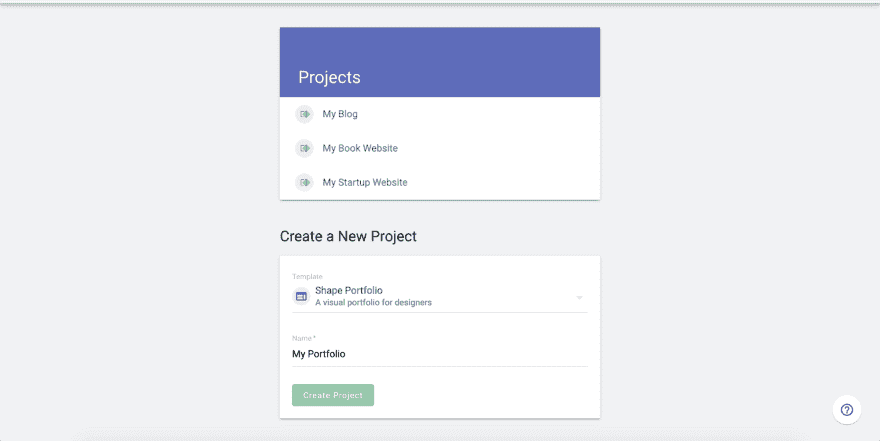 Projects
My Blog
My Book Website
My Startup Website
Create a New Project
Template
Shape Portfolio
A visual portfolio for designers
Name *
My Portfolio
Create Project